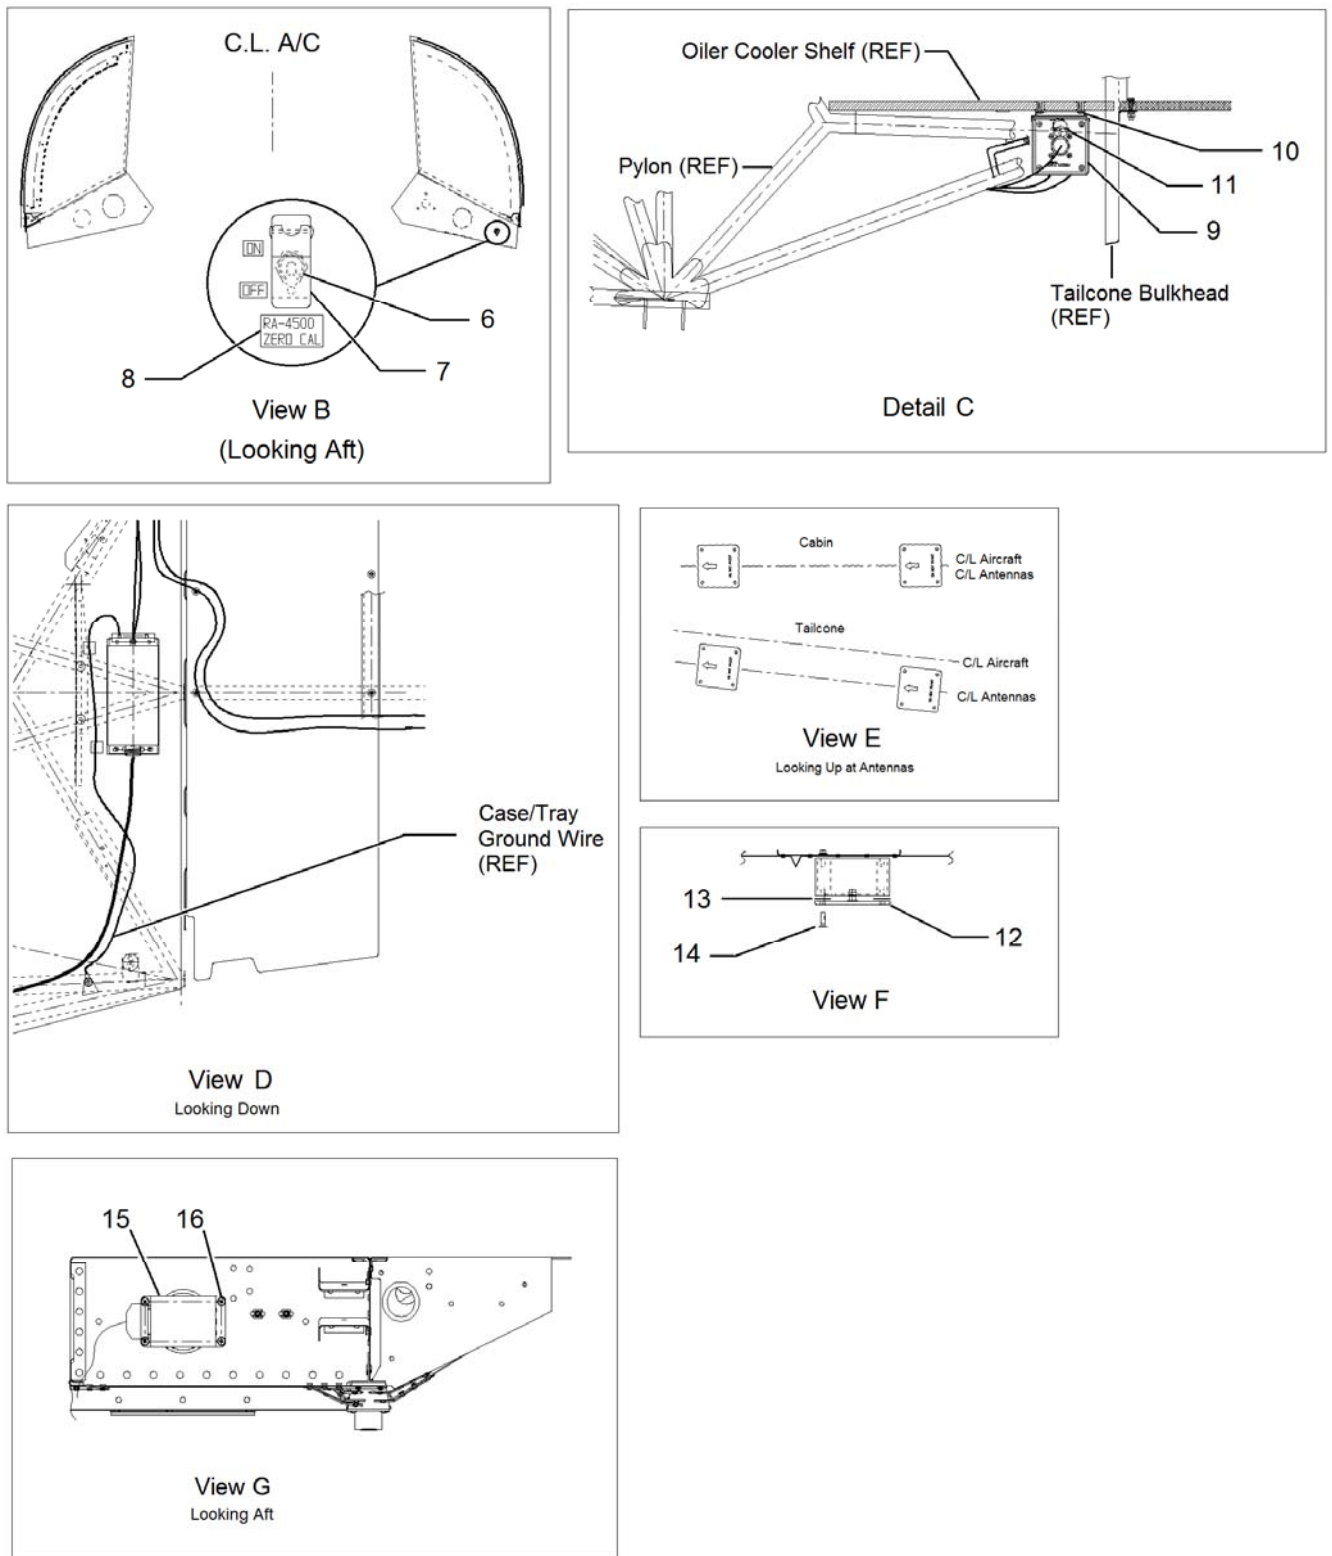 C.L. A/C
ON
OFF
RA-4500
ZERO CAL
6
7
8
View B
(Looking Aft)
Oiler Cooler Shelf (REF)
Pylon (REF)
10
11
9
Tailcone Bulkhead
(REF)
Detail C
Case/Tray
Ground Wire
(REF)
View D
Looking Down
Cabin
C/L Aircraft
C/L Antennas
Tailcone
C/L Aircraft
C/L Antennas
View E
Looking Up at Antennas
13
14
12
View F
15
16
View G
Looking Aft